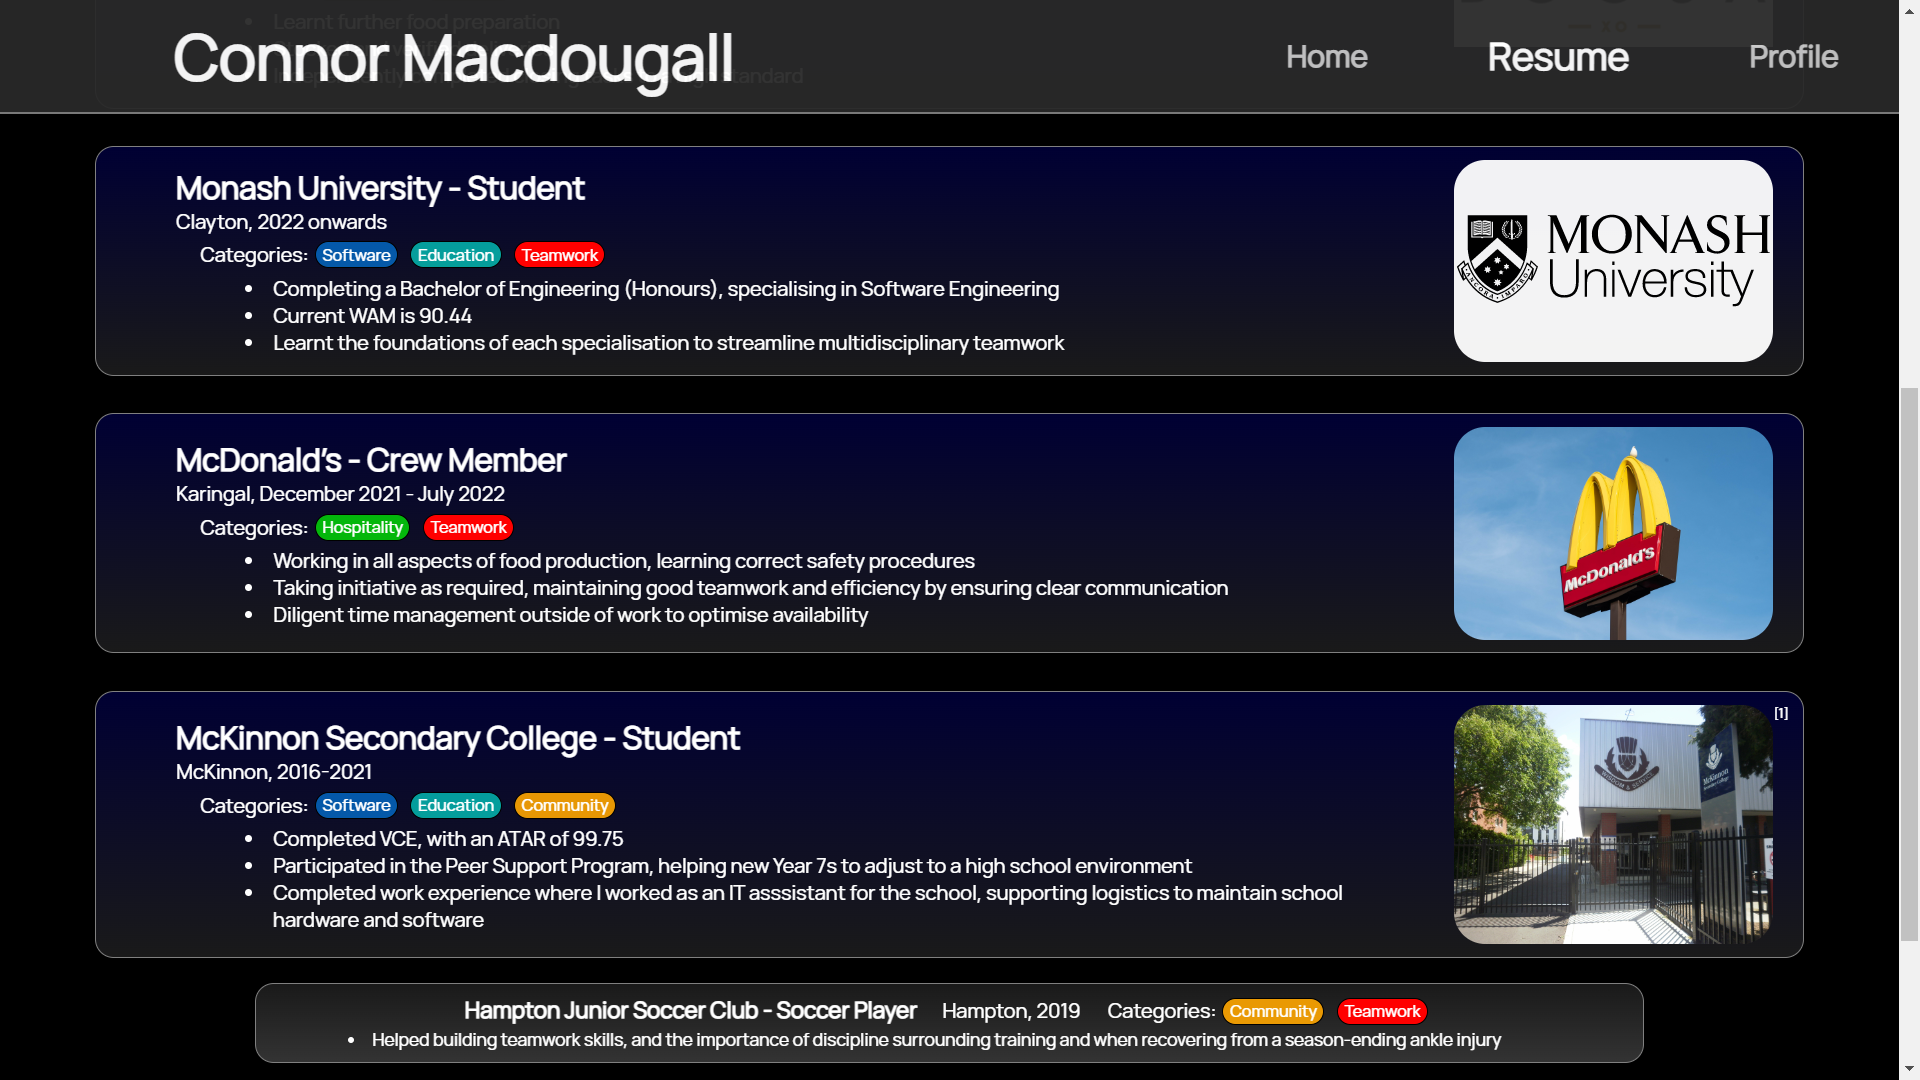 Learnt further food preparation
Connor Macdougall
Home
Resume
Profile
standard
Monash University - Student
Clayton, 2022 onwards
Categories: Software Education Teamwork
Completing a Bachelor of Engineering (Honours), specialising in Software Engineering
Current WAM is 90.44
Learnt the foundations of each specialisation to streamline multidisciplinary teamwork
MONASH
University
ANCORA IMPARO
McDonald's - Crew Member
Karingal, December 2021 - July 2022
Categories: Hospitality Teamwork
Working in all aspects of food production, learning correct safety procedures
Taking initiative as required, maintaining good teamwork and efficiency by ensuring clear communication
Diligent time management outside of work to optimise availability
McDonald's
McKinnon Secondary College - Student
McKinnon, 2016-2021
Categories: Software Education Community
Completed VCE, with an ATAR of 99.75
Participated in the Peer Support Program, helping new Year 7s to adjust to a high school environment
Completed work experience where I worked as an IT asssistant for the school, supporting logistics to maintain school
hardware and software
[1]
McKinnon
Hampton Junior Soccer Club - Soccer Player Hampton, 2019 Categories: Community Teamwork
Helped building teamwork skills, and the importance of discipline surrounding training and when recovering from a season-ending ankle injury